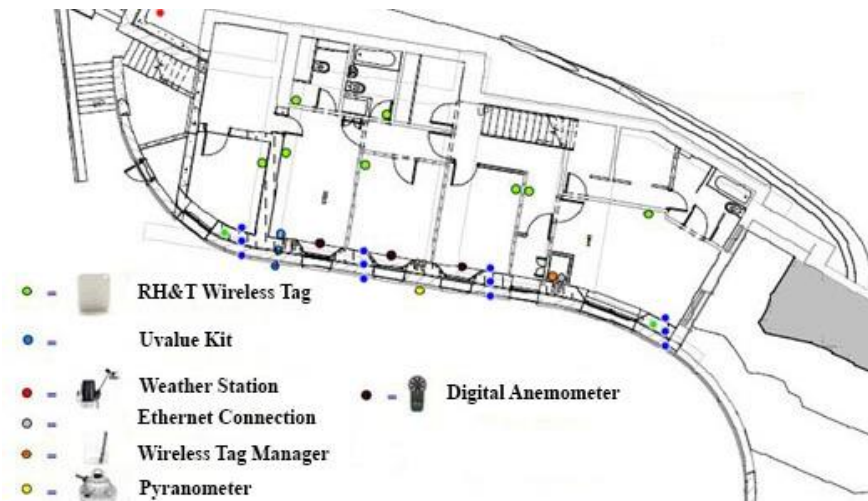 RH&T Wireless Tag
Uvalue Kit
Weather Station
Digital Anemometer
Ethernet Connection
Wireless Tag Manager
Pyranometer